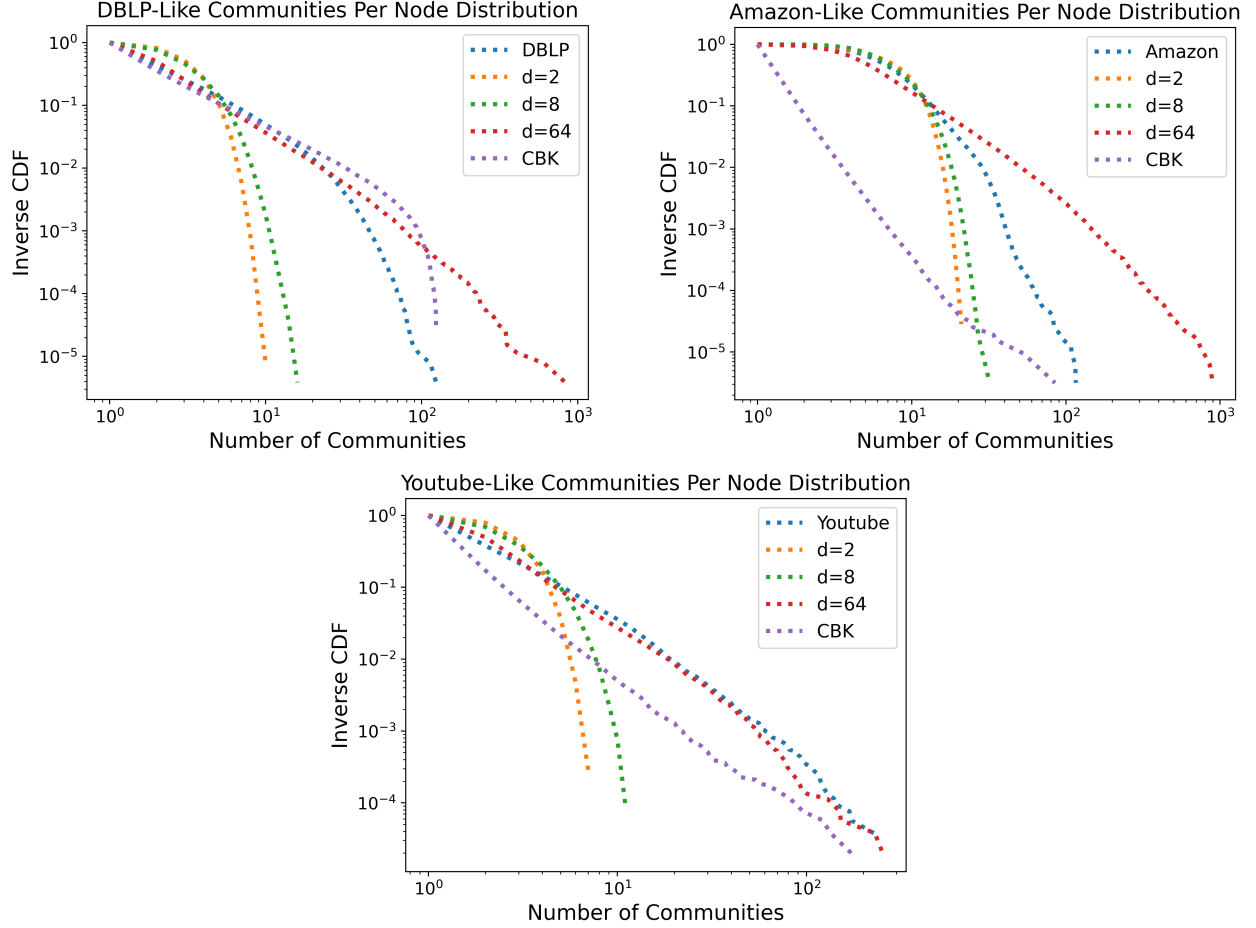 DBLP-Like Communities Per Node Distribution
Inverse CDF
10⁰
10⁻¹
10⁻²
10⁻³
10⁻⁴
10⁻⁵
DBLP
d=2
d=8
d=64
CBK
10⁰
10¹
10²
10³
Number of Communities
Amazon-Like Communities Per Node Distribution
Inverse CDF
10⁰
10⁻¹
10⁻²
10⁻³
10⁻⁴
10⁻⁵
Amazon
d=2
d=8
d=64
CBK
10⁰
10¹
10²
10³
Number of Communities
Youtube-Like Communities Per Node Distribution
Inverse CDF
10⁰
10⁻¹
10⁻²
10⁻³
10⁻⁴
Youtube
d=2
d=8
d=64
CBK
10⁰
10¹
10²
Number of Communities